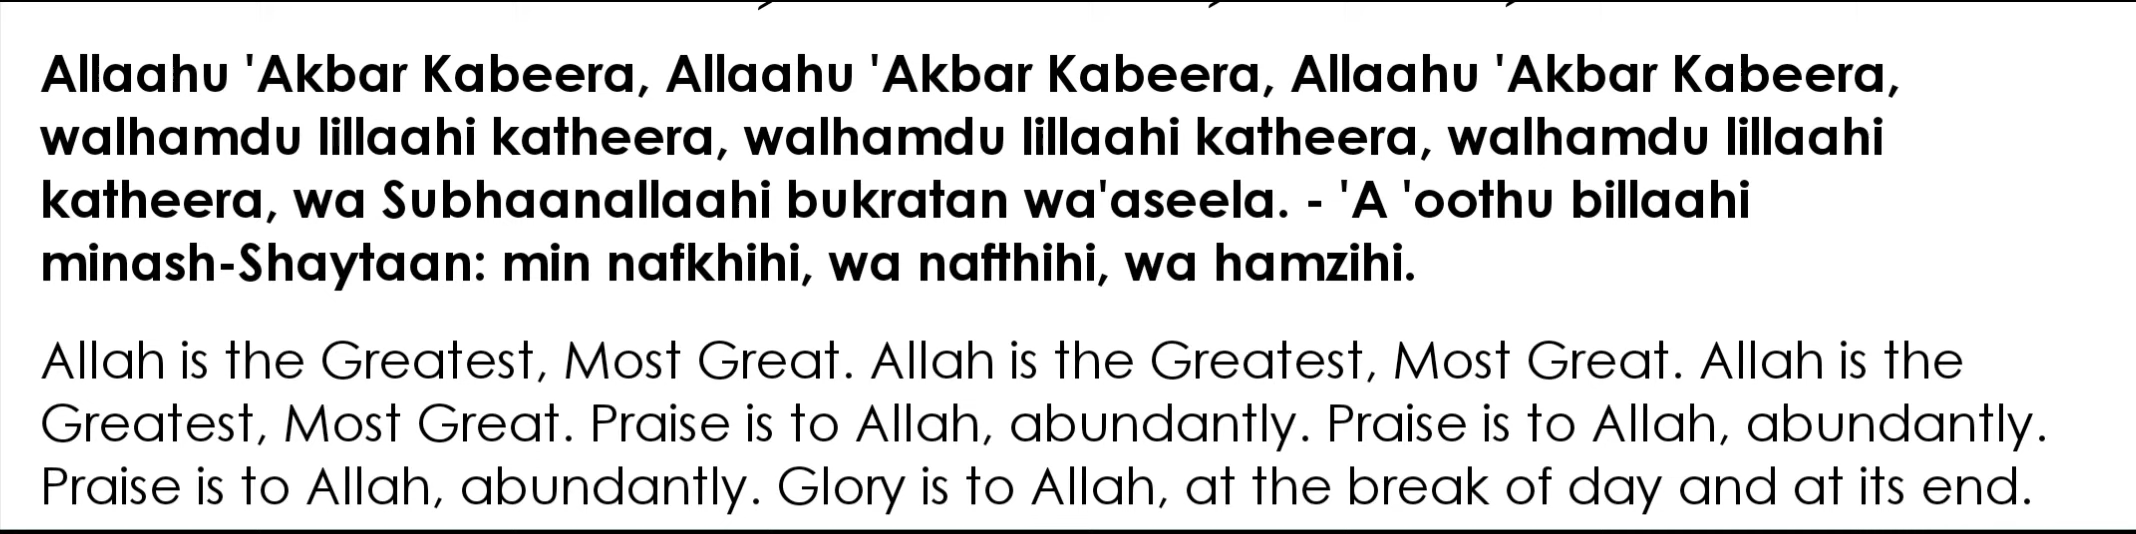 Allaahu 'Akbar Kabeera, Allaahu 'Akbar Kabeera, Allaahu 'Akbar Kabeera,
walhamdu lillaahi katheera, walhamdu lillaahi katheera, walhamdu lillaahi
katheera, wa Subhaanallaahi bukratan wa'aseela. - 'A 'oothu billaahi
minash-Shaytaan: min nafkhihi, wa nafthihi, wa hamzihi.
Allah is the Greatest, Most Great. Allah is the Greatest, Most Great. Allah is the
Greatest, Most Great. Praise is to Allah, abundantly. Praise is to Allah, abundantly.
Praise is to Allah, abundantly. Glory is to Allah, at the break of day and at its end.